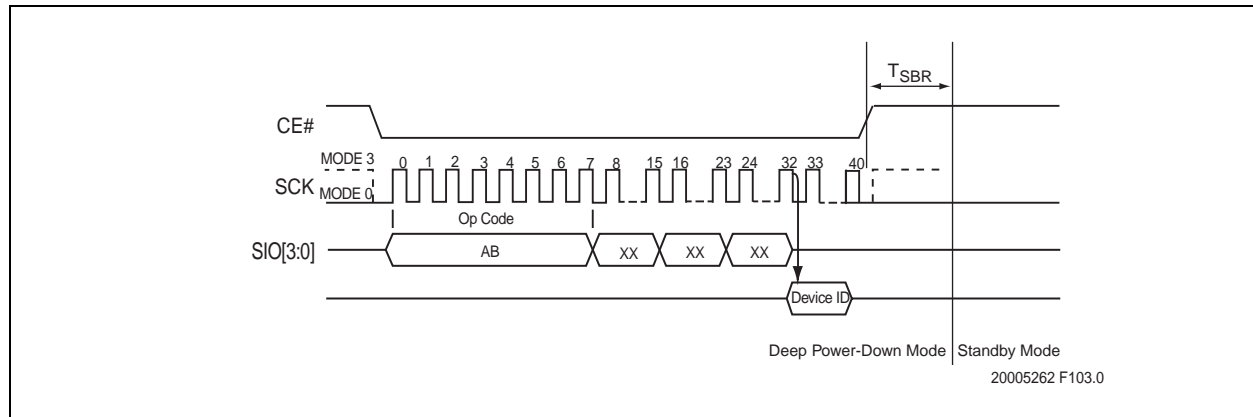 TSBR
CE#
MODE 3
0 1 2 3 4 5 6 7 8 15 16 23 24 32 33 40
SCK
MODE 0
Op Code
SIO[3:0]
AB XX XX XX
Device ID
Deep Power-Down Mode Standby Mode
20005262 F103.0